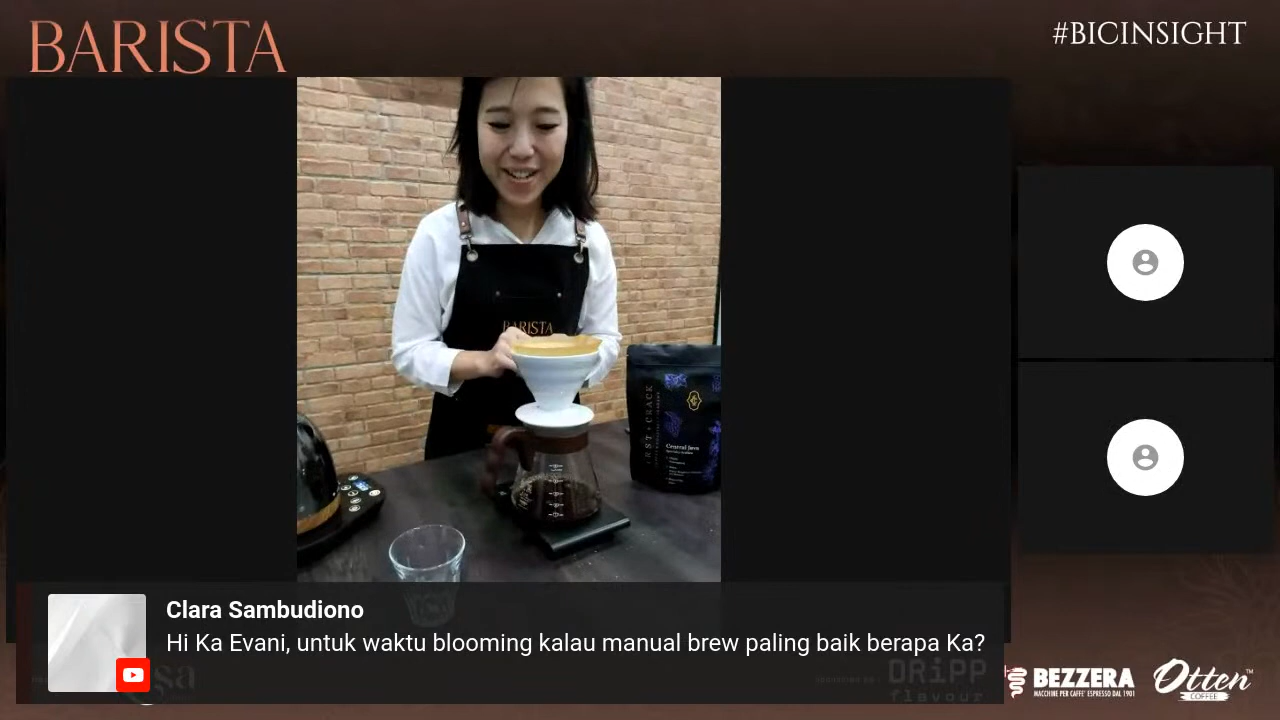 BARISTA
#BICINSIGHT
BARISTA
Central Java
Clara Sambudiono
Hi Ka Evani, untuk waktu blooming kalau manual brew paling baik berapa Ka?
DRiPP
flavour
BEZZERA
MACCHINE PER CAFFE' ESPRESSO DAL 1901
Otten
COFFEE